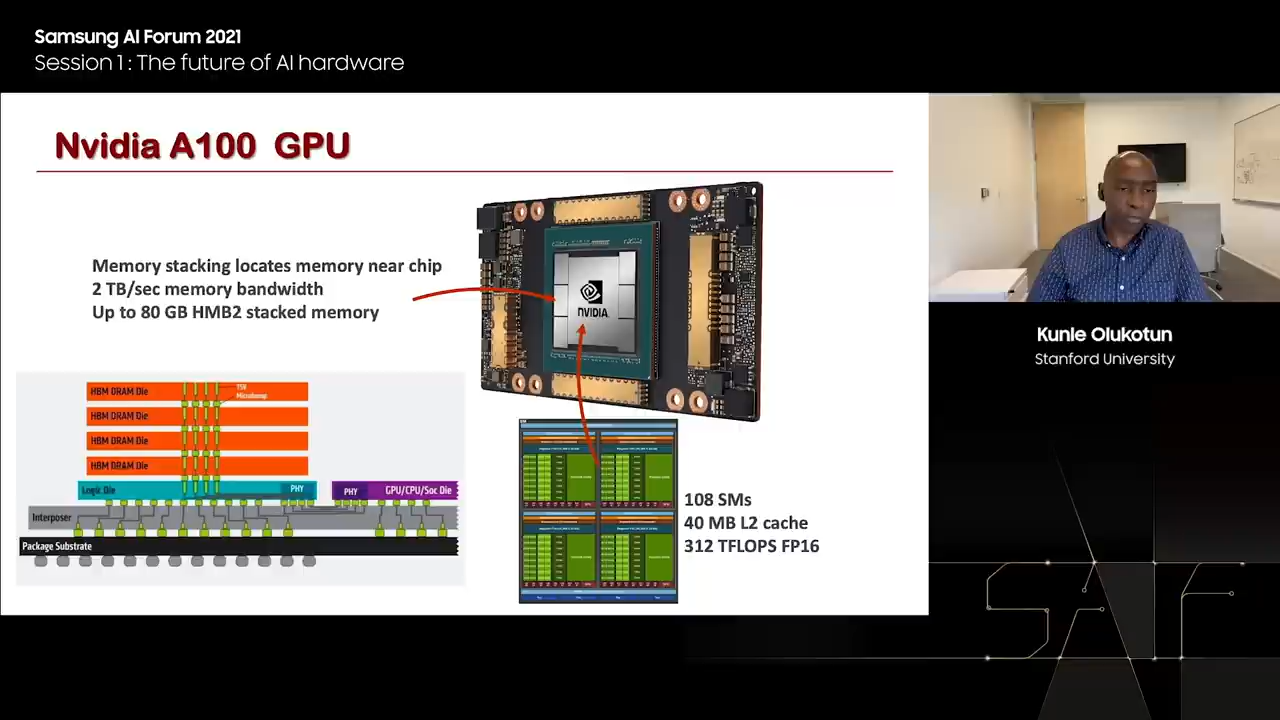 Samsung AI Forum 2021
Session 1 : The future of AI hardware
Nvidia A100 GPU
Memory stacking locates memory near chip
2 TB/sec memory bandwidth
Up to 80 GB HMB2 stacked memory
NVIDIA
HBM DRAM Die
TSV
Microbump
HBM DRAM Die
HBM DRAM Die
HBM DRAM Die
Logic Die
PHY
PHY
GPU/CPU/Soc Die
Interposer
Package Substrate
108 SMs
40 MB L2 cache
312 TFLOPS FP16
Kunle Olukotun
Stanford University